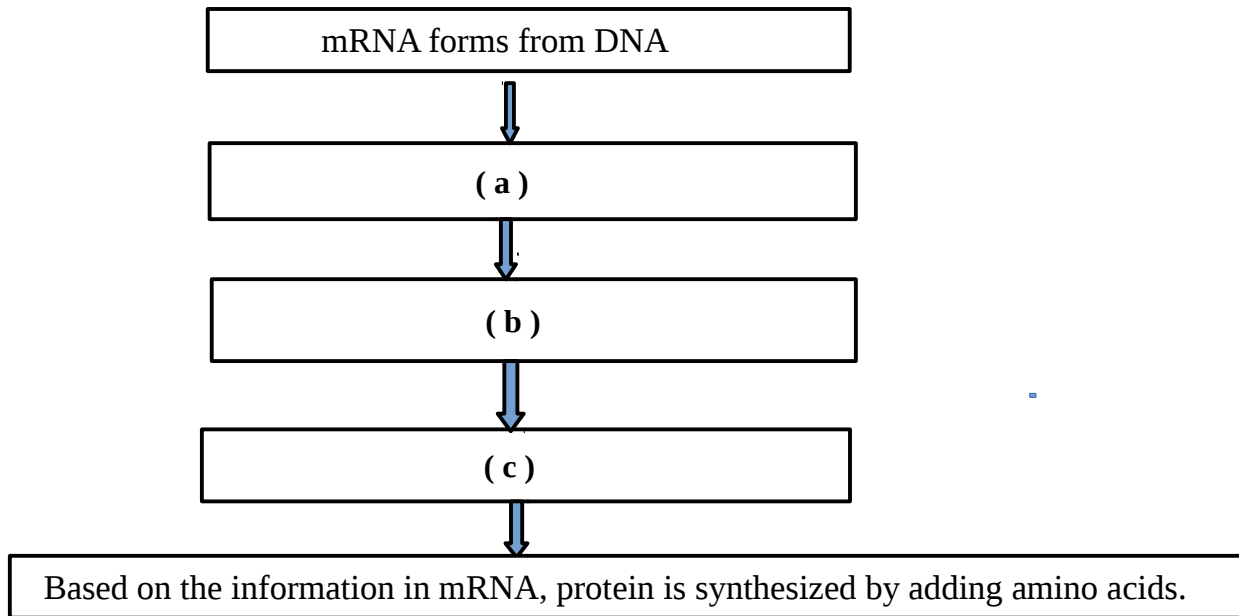 mRNA forms from DNA
( a )
( b )
( c )
Based on the information in mRNA, protein is synthesized by adding amino acids.